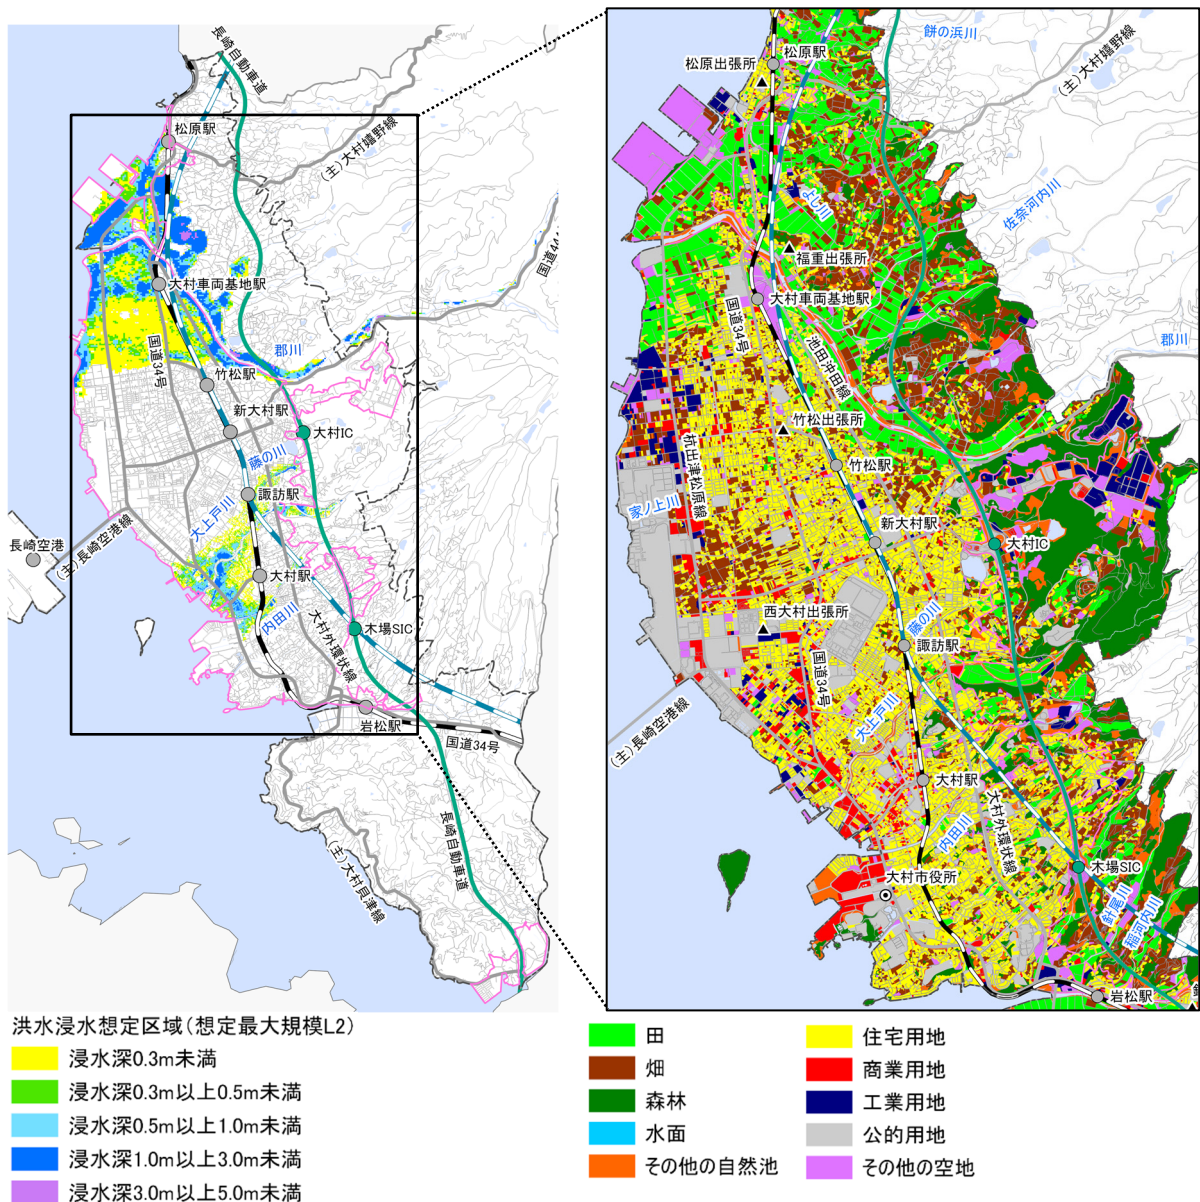 長崎自動車道
松原駅
(主)大村嬉野線
国道444
大村車両基地駅
国道34号
郡川
竹松駅
新大村駅
大村IC
藤の川
諏訪駅
大上戸川
長崎空港
(主)長崎空港線
大村駅
内田川
大村外環状線
木場SIC
岩松駅
国道34号
長崎自動車道
(主)大村貝津線
洪水浸水想定区域(想定最大規模L2)
浸水深0.3m未満
浸水深0.3m以上0.5m未満
浸水深0.5m以上1.0m未満
浸水深1.0m以上3.0m未満
浸水深3.0m以上5.0m未満
餅の浜川
松原駅
松原出張所
(主)大村嬉野線
よし川
佐奈河内川
福重出張所
大村車両基地駅
国道34号
郡川
池田沖田線
竹松出張所
杭出津松原線
竹松駅
家ノ上川
新大村駅
大村IC
西大村出張所
藤の川
諏訪駅
国道34号
(主)長崎空港線
大上戸川
大村駅
大村外環状線
内田川
大村市役所
木場SIC
針尾川
稲河内川
岩松駅
田
畑
森林
水面
その他の自然池
住宅用地
商業用地
工業用地
公的用地
その他の空地